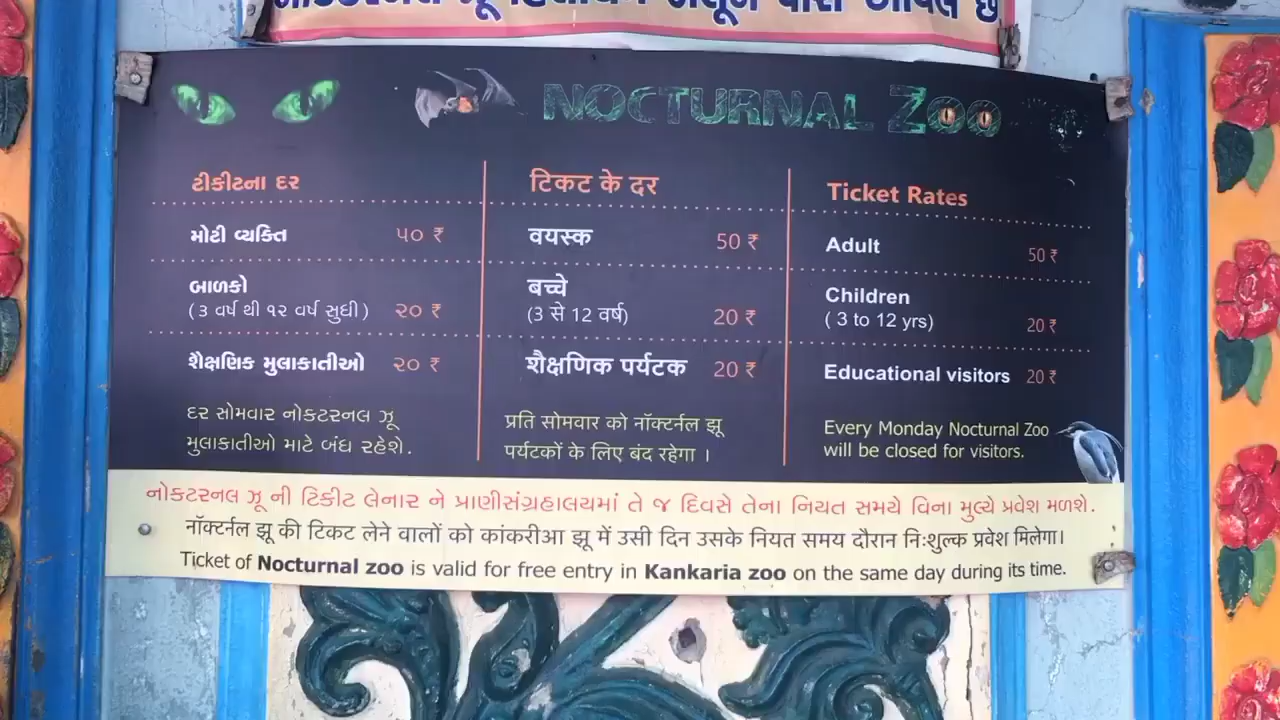 NOCTURNAL ZOO
ટીકીટના દર
મોટી વ્યક્તિ ૫૦ ₹
બાળકો
(૩ વર્ષ થી ૧૨ વર્ષ સુધી) ૨૦ ₹
શૈક્ષણિક મુલાકાતીઓ ૨૦ ₹
દર સોમવાર નોકટરનલ ઝૂ
મુલાકાતીઓ માટે બંધ રહેશે.
टिकट के दर
वयस्क 50 ₹
बच्चे
(3 से 12 वर्ष) 20 ₹
शैक्षणिक पर्यटक 20 ₹
प्रति सोमवार को नॉक्टर्नल झू
पर्यटकों के लिए बंद रहेगा ।
Ticket Rates
Adult 50 ₹
Children
( 3 to 12 yrs) 20 ₹
Educational visitors 20 ₹
Every Monday Nocturnal Zoo
will be closed for visitors.
નોકટરનલ ઝૂ ની ટિકીટ લેનાર ને પ્રાણીસંગ્રહાલયમાં તે જ દિવસે તેના નિયત સમયે વિના મુલ્યે પ્રવેશ મળશે.
नॉक्टर्नल झू की टिकट लेने वालों को कांकरीआ झू में उसी दिन उसके नियत समय दौरान निःशुल्क प्रवेश मिलेगा।
Ticket of Nocturnal zoo is valid for free entry in Kankaria zoo on the same day during its time.